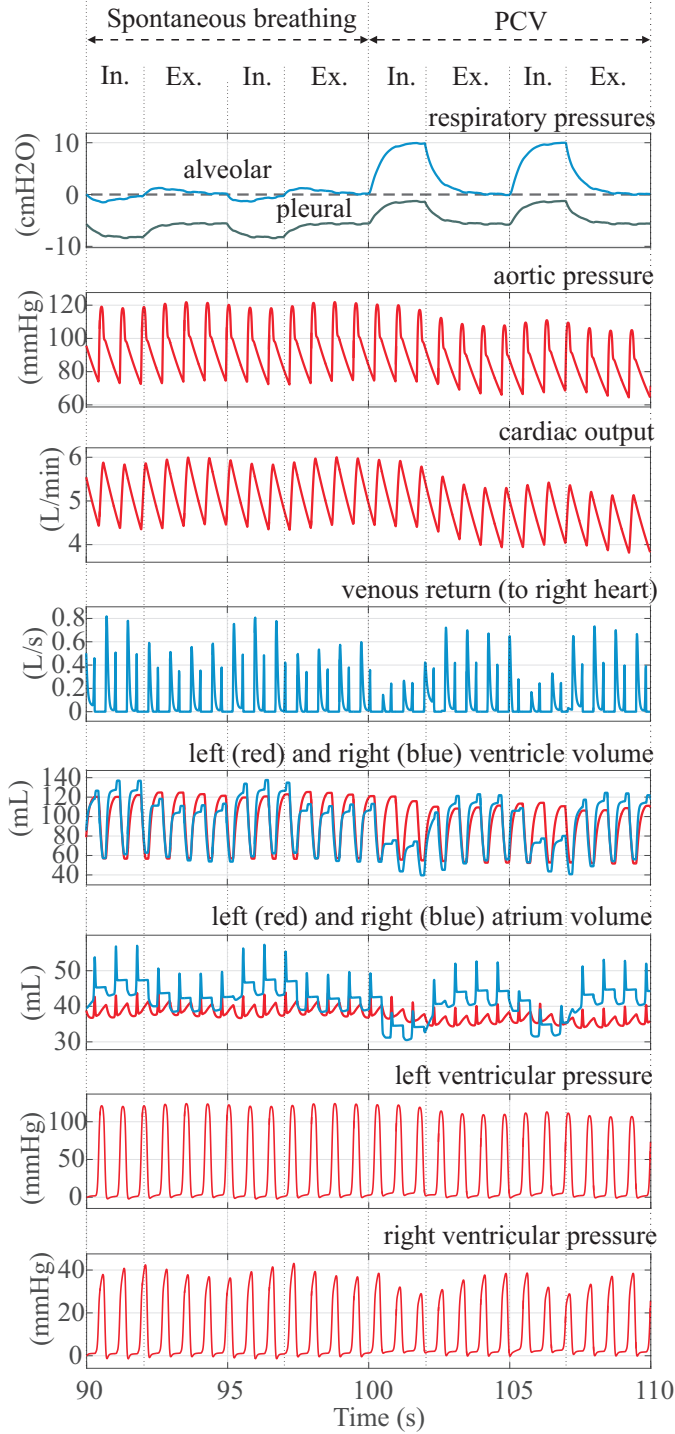 Spontaneous breathing PCV
In. Ex. In. Ex. In. Ex. In. Ex.
respiratory pressures
(cmH2O)
10
0
-10
alveolar
pleural
aortic pressure
(mmHg)
120
100
80
60
cardiac output
(L/min)
6
5
4
venous return (to right heart)
(L/s)
0.8
0.6
0.4
0.2
0
left (red) and right (blue) ventricle volume
(mL)
140
120
100
80
60
40
left (red) and right (blue) atrium volume
(mL)
50
40
30
left ventricular pressure
(mmHg)
100
50
0
right ventricular pressure
(mmHg)
40
20
0
90 95 100 105 110
Time (s)